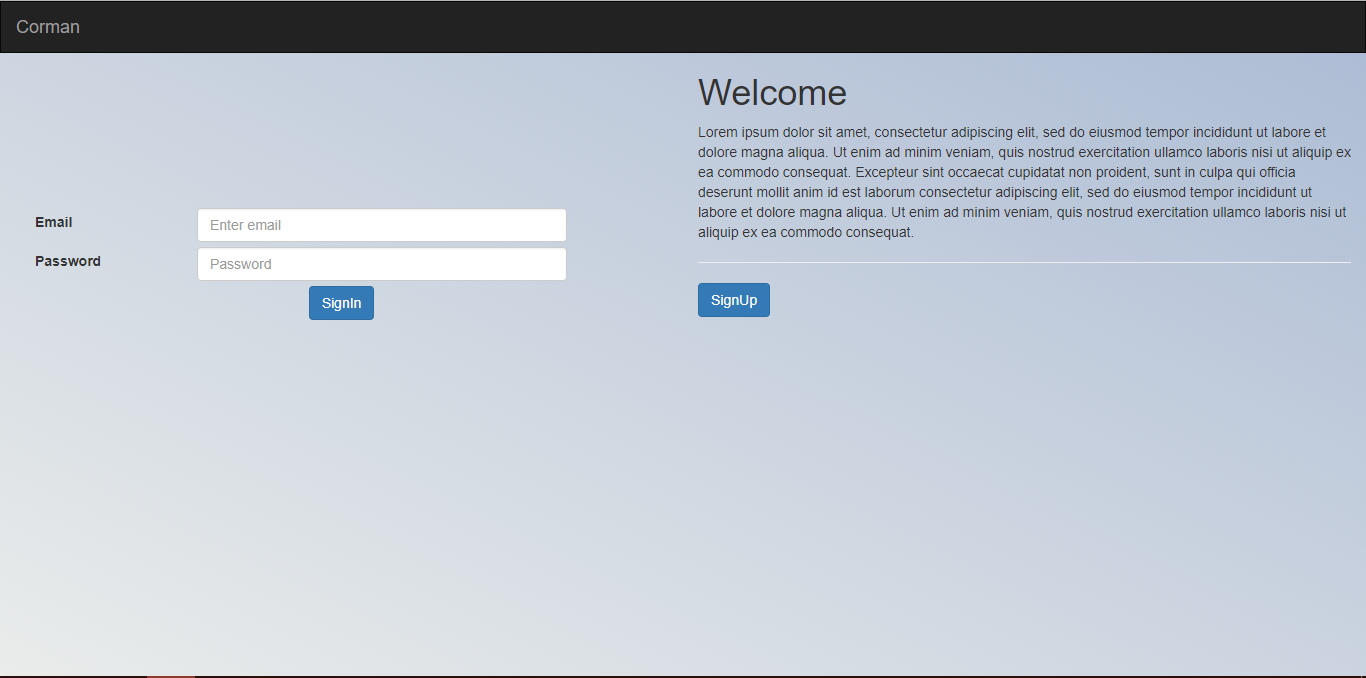 Corman
Email
Enter email
Password
Password
SignIn
Welcome
Lorem ipsum dolor sit amet, consectetur adipiscing elit, sed do eiusmod tempor incididunt ut labore et
dolore magna aliqua. Ut enim ad minim veniam, quis nostrud exercitation ullamco laboris nisi ut aliquip ex
ea commodo consequat. Excepteur sint occaecat cupidatat non proident, sunt in culpa qui officia
deserunt mollit anim id est laborum consectetur adipiscing elit, sed do eiusmod tempor incididunt ut
labore et dolore magna aliqua. Ut enim ad minim veniam, quis nostrud exercitation ullamco laboris nisi ut
aliquip ex ea commodo consequat.
SignUp